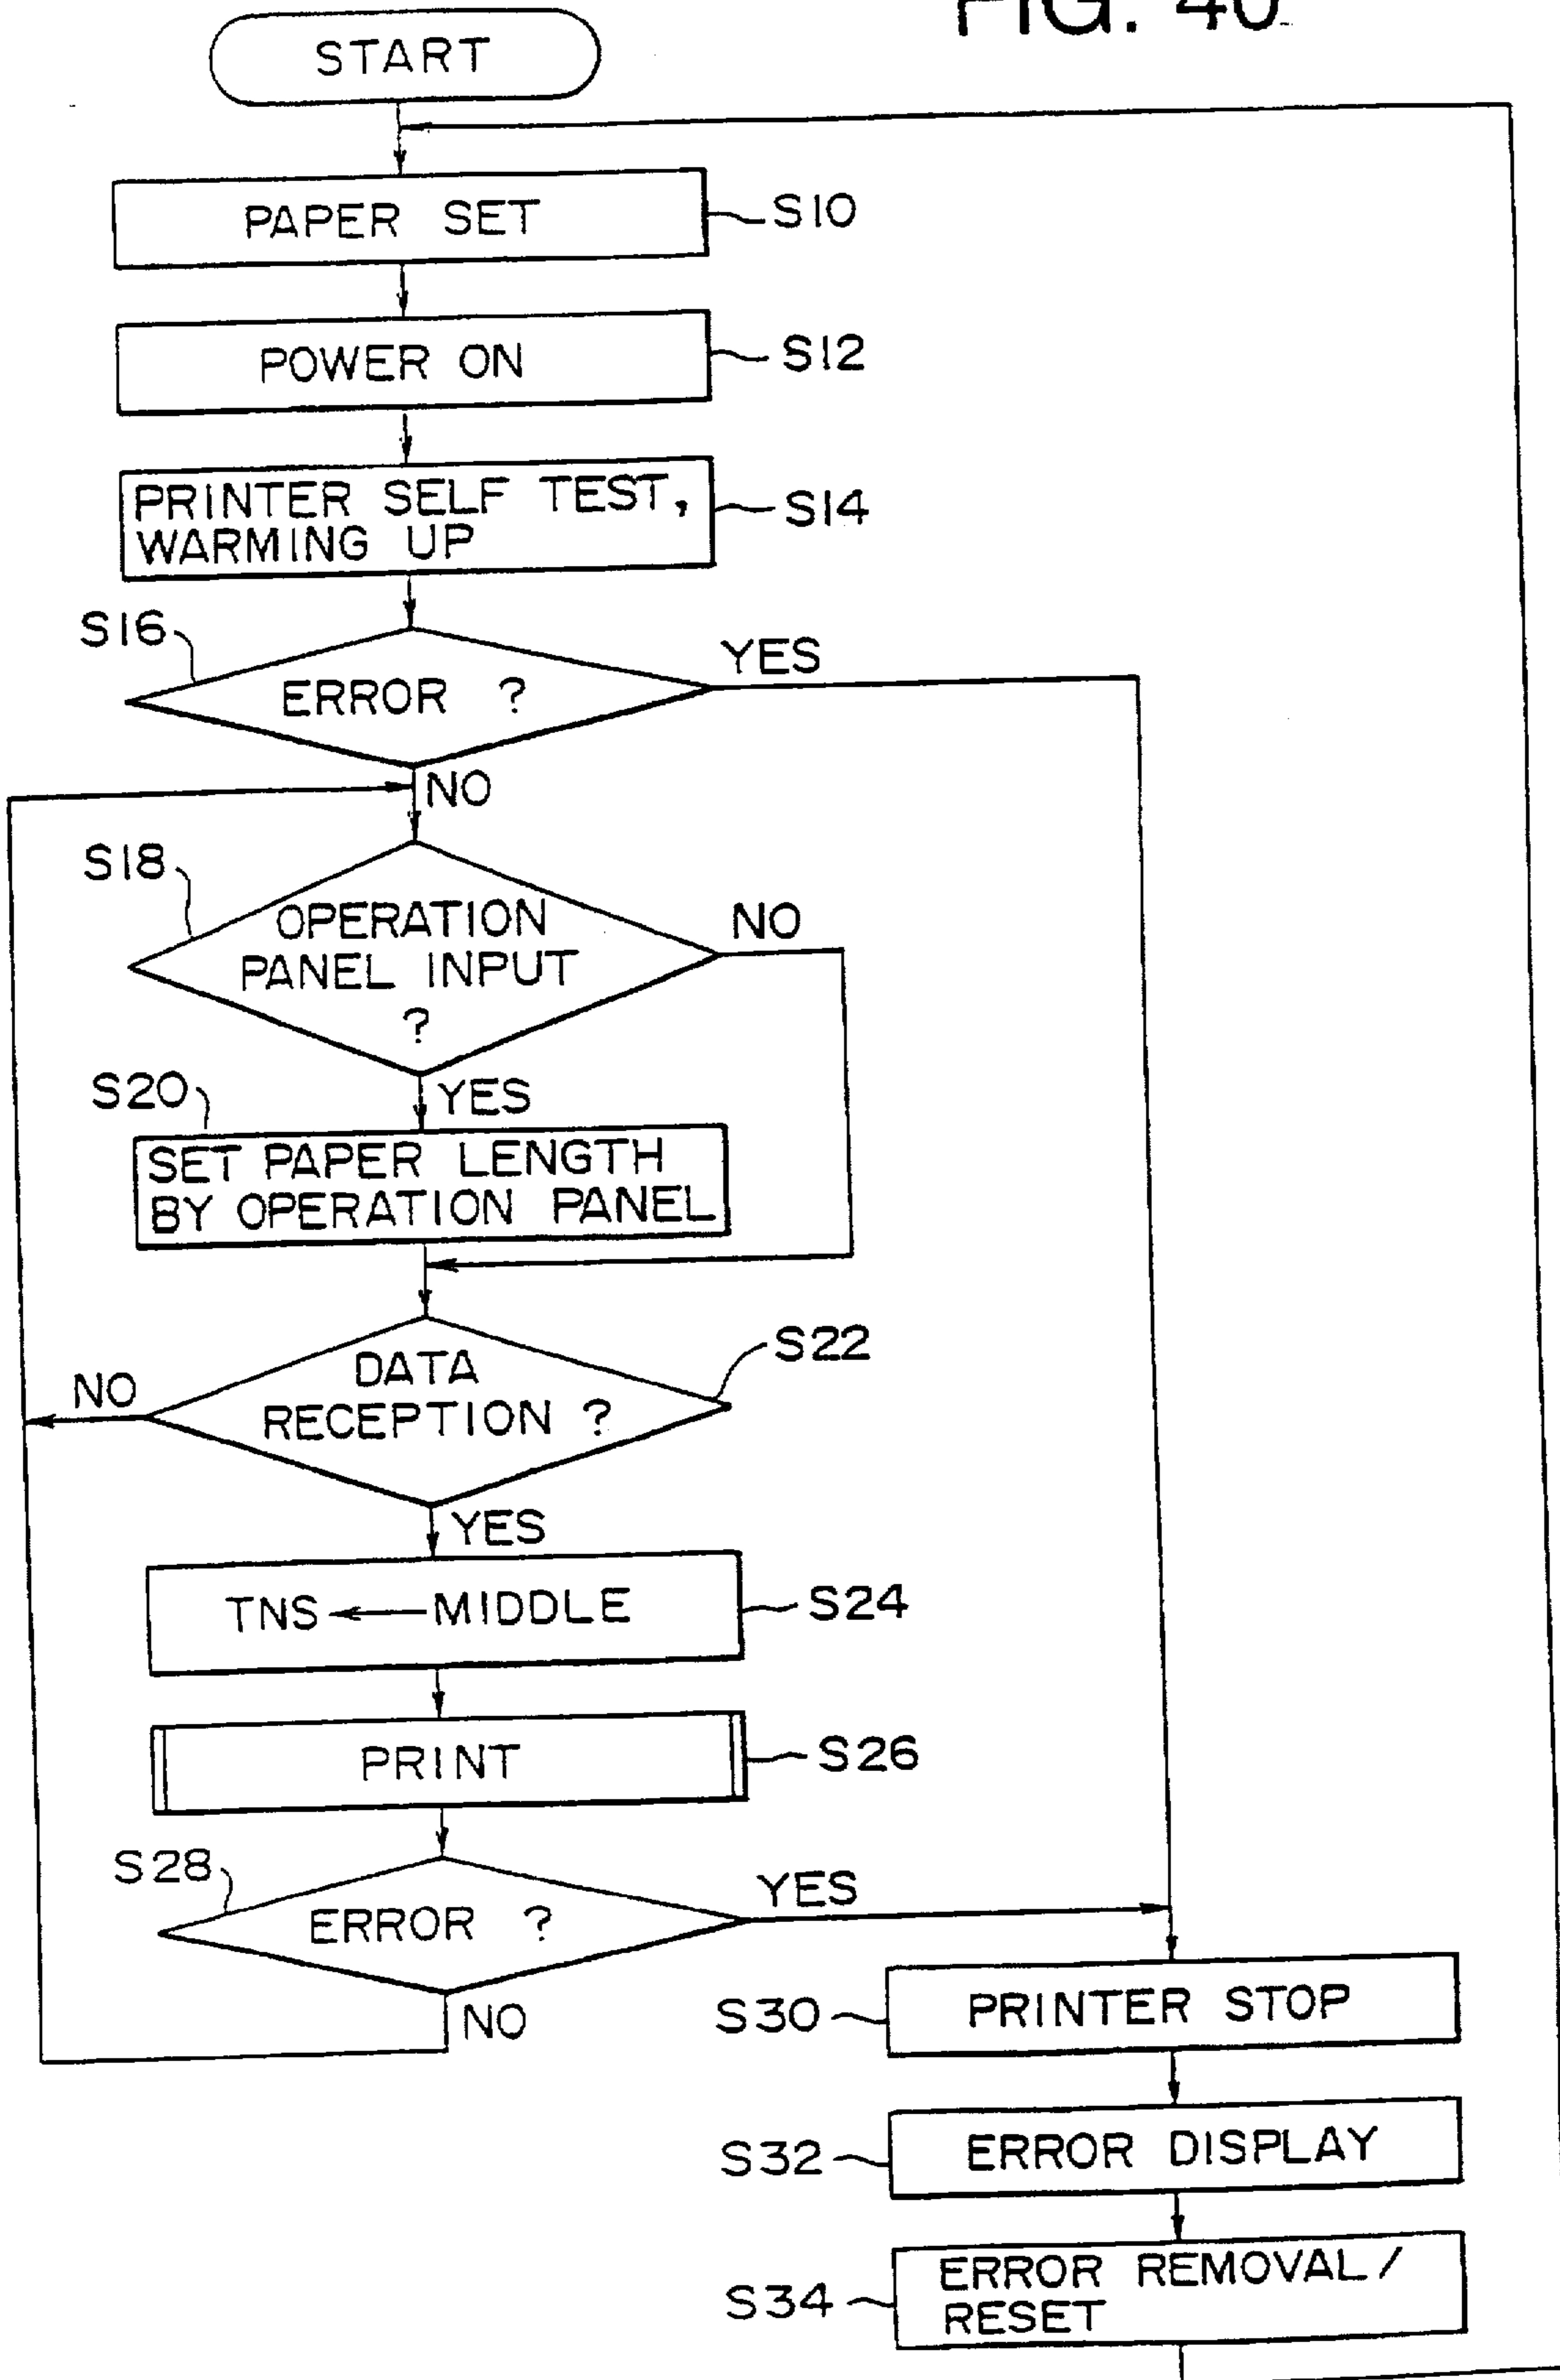 FIG. 40
START
PAPER SET
S10
POWER ON
S12
PRINTER SELF TEST,
WARMING UP
S14
S16
ERROR ?
YES
NO
S18
OPERATION
PANEL INPUT
?
NO
YES
S20
SET PAPER LENGTH
BY OPERATION PANEL
S22
DATA
RECEPTION ?
NO
YES
TNS ← MIDDLE
S24
PRINT
S26
S28
ERROR ?
YES
NO
S30
PRINTER STOP
S32
ERROR DISPLAY
S34
ERROR REMOVAL/
RESET